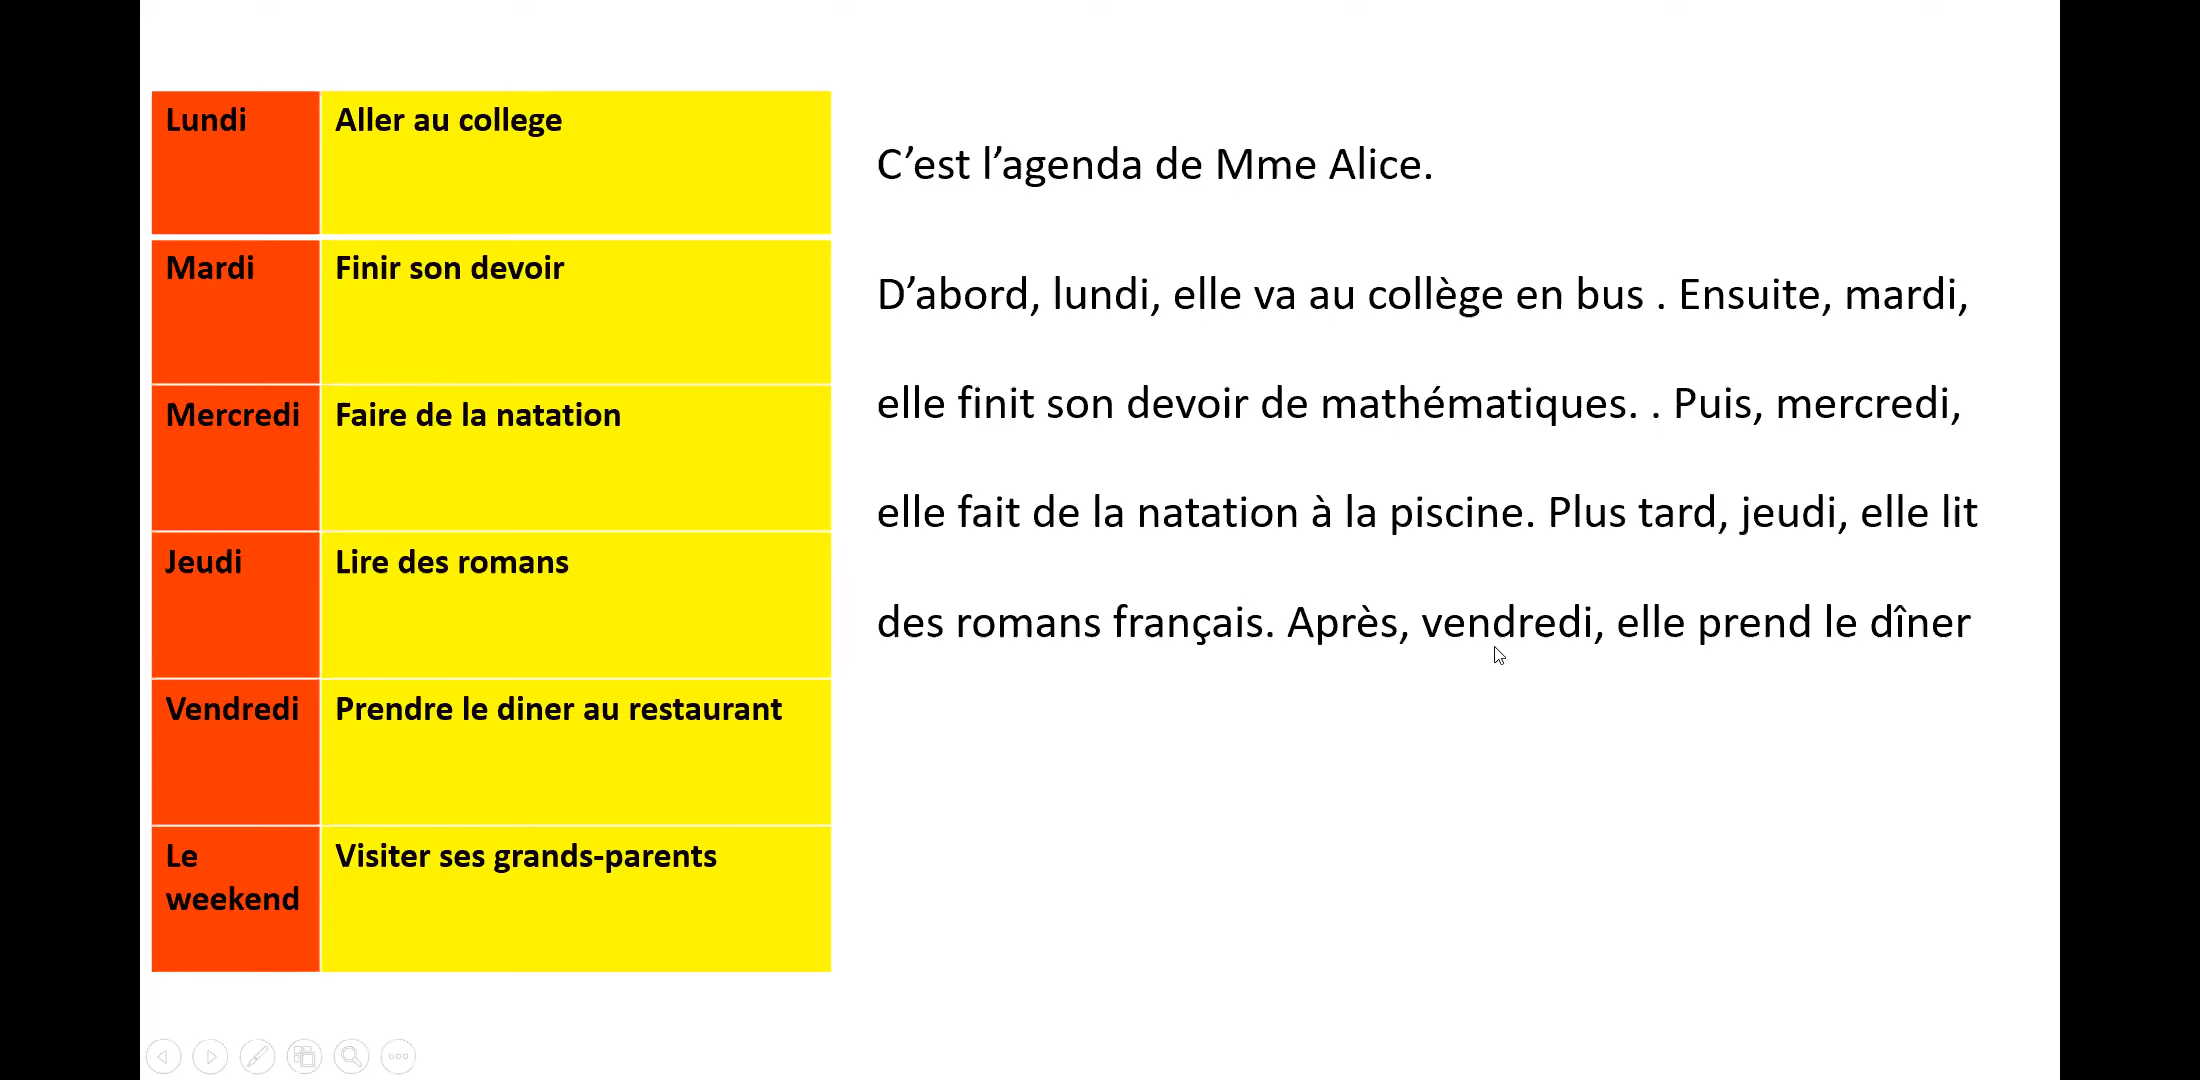 Lundi
Aller au college
Mardi
Finir son devoir
Mercredi
Faire de la natation
Jeudi
Lire des romans
Vendredi
Prendre le diner au restaurant
Le
weekend
Visiter ses grands-parents
C’est l’agenda de Mme Alice.
D’abord, lundi, elle va au collège en bus . Ensuite, mardi,
elle finit son devoir de mathématiques. . Puis, mercredi,
elle fait de la natation à la piscine. Plus tard, jeudi, elle lit
des romans français. Après, vendredi, elle prend le dîner